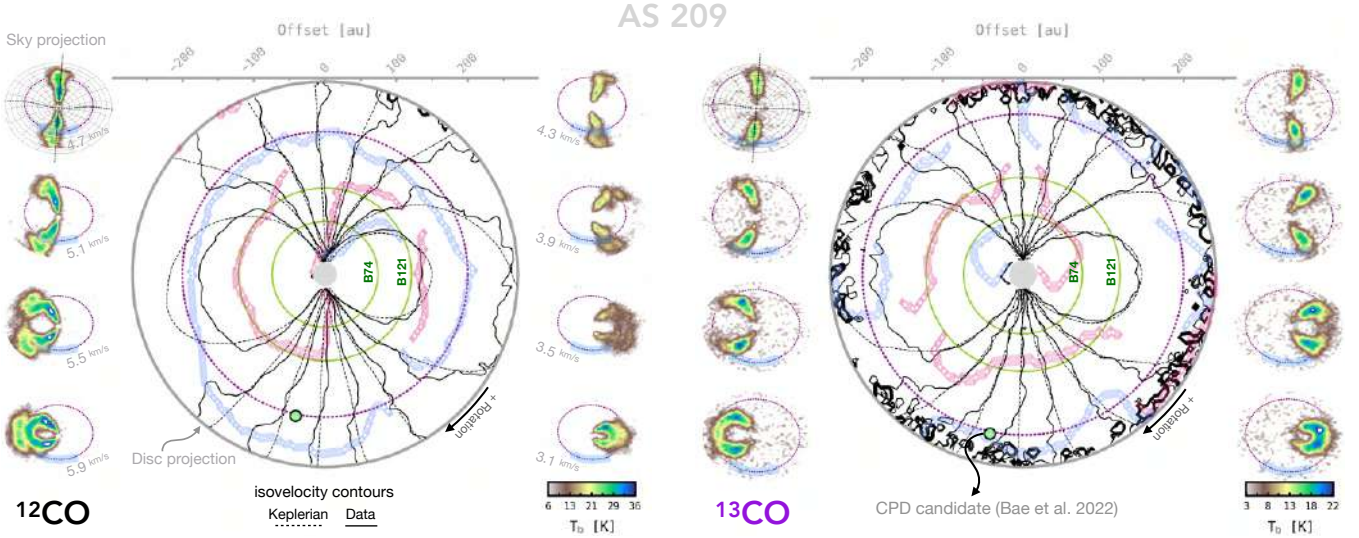 AS 209
Offset [au]
Sky projection
-200
-100
0
100
200
4.7 km/s
5.1 km/s
5.5 km/s
5.9 km/s
4.3 km/s
3.9 km/s
3.5 km/s
3.1 km/s
B74
B121
+ Rotation
Disc projection
12CO
isovelocity contours
Keplerian Data
6 13 21 29 36
Tb [K]
Offset [au]
-200
-100
0
100
200
B74
B121
+ Rotation
13CO
CPD candidate (Bae et al. 2022)
3 8 13 18 22
Tb [K]